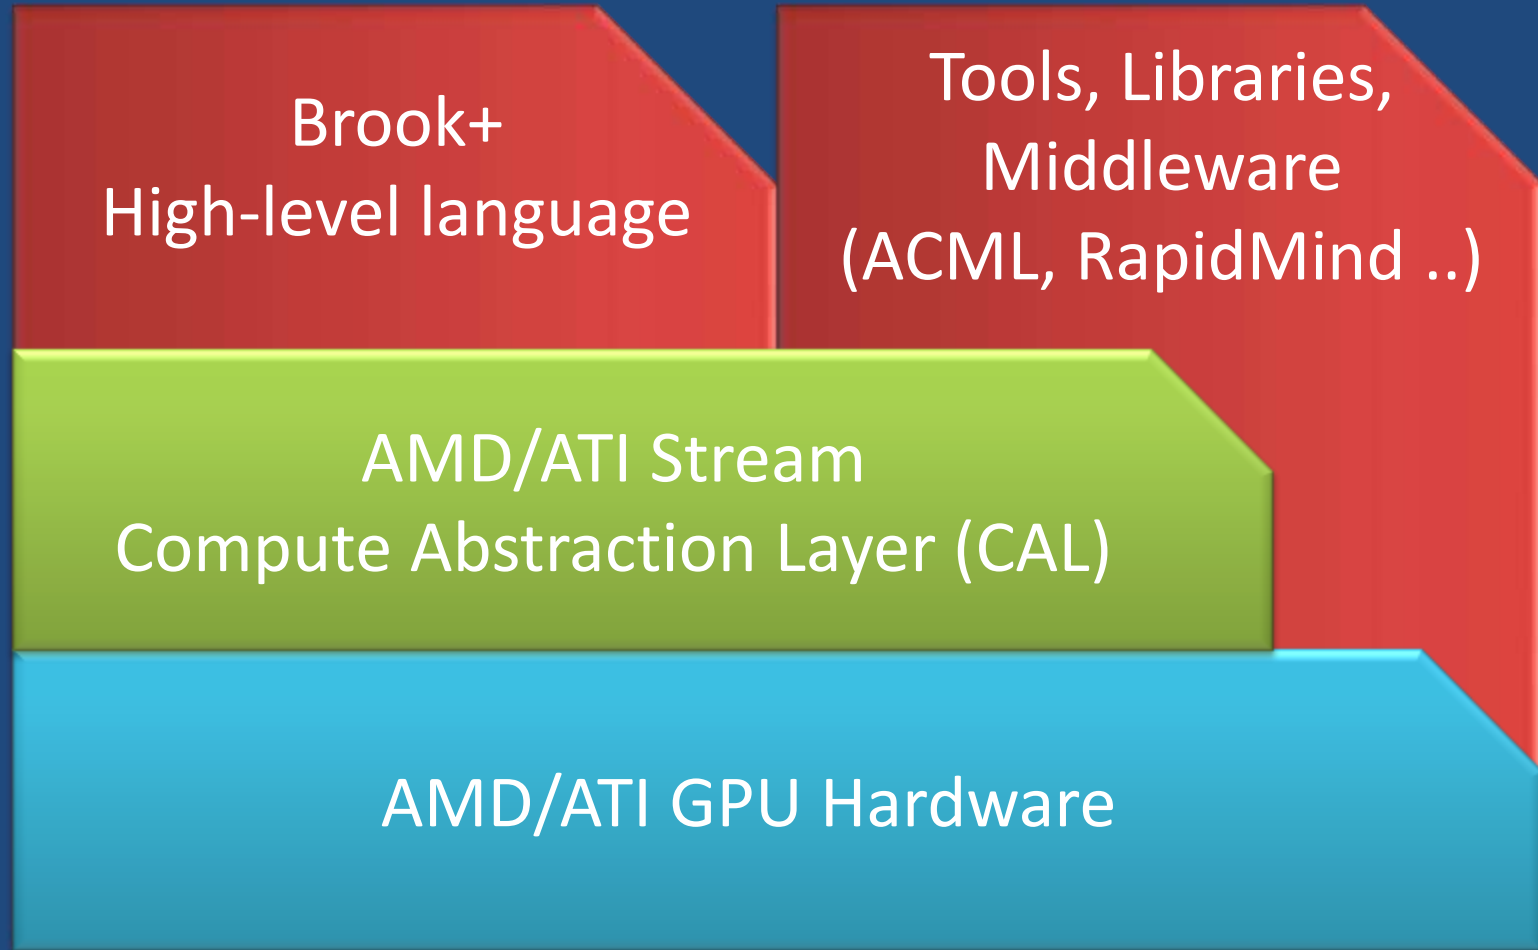 Brook+
High-level language
Tools, Libraries,
Middleware
(ACML, RapidMind ..)
AMD/ATI Stream
Compute Abstraction Layer (CAL)
AMD/ATI GPU Hardware